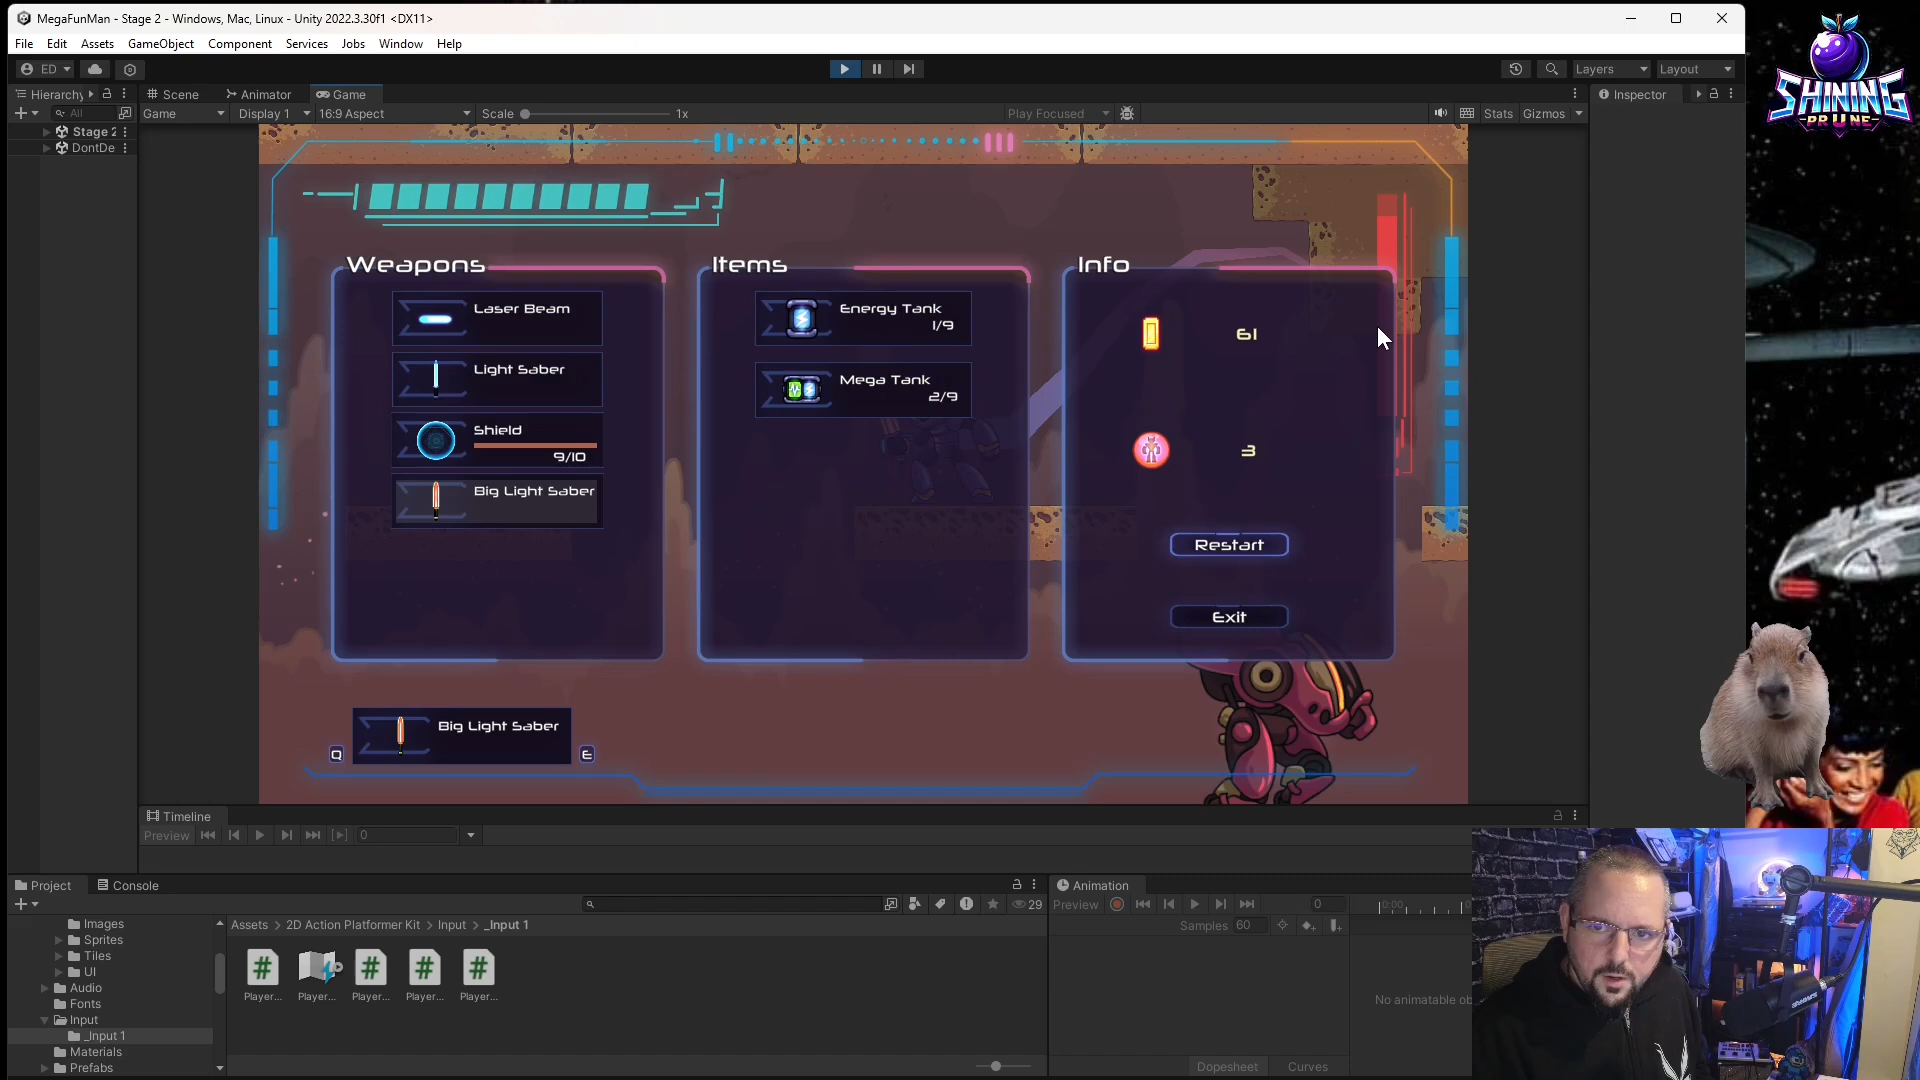 MegaFunMan - Stage 2 - Windows, Mac, Linux - Unity 2022.3.30f1 <DX11>
File Edit Assets GameObject Component Services Jobs Window Help
ED
Layers Layout
Hierarchy
Scene Animator Game
Inspector
All
Game Display 1 16:9 Aspect Scale 1x Play Focused Stats Gizmos
Stage 2
DontDe
SHINING
PRUNE
Weapons
Laser Beam
Light Saber
Shield
9/10
Big Light Saber
Items
Energy Tank
1/9
Mega Tank
2/9
Info
61
3
Restart
Exit
Big Light Saber
Q
E
Timeline
Preview 0
Project Console
29
Images
Sprites
Tiles
UI
Audio
Fonts
Input
_Input 1
Materials
Prefabs
Assets > 2D Action Platformer Kit > Input > _Input 1
Player... Player... Player... Player... Player...
Animation
Preview 0 0:00
Samples 60
No animatable ob
Dopesheet Curves